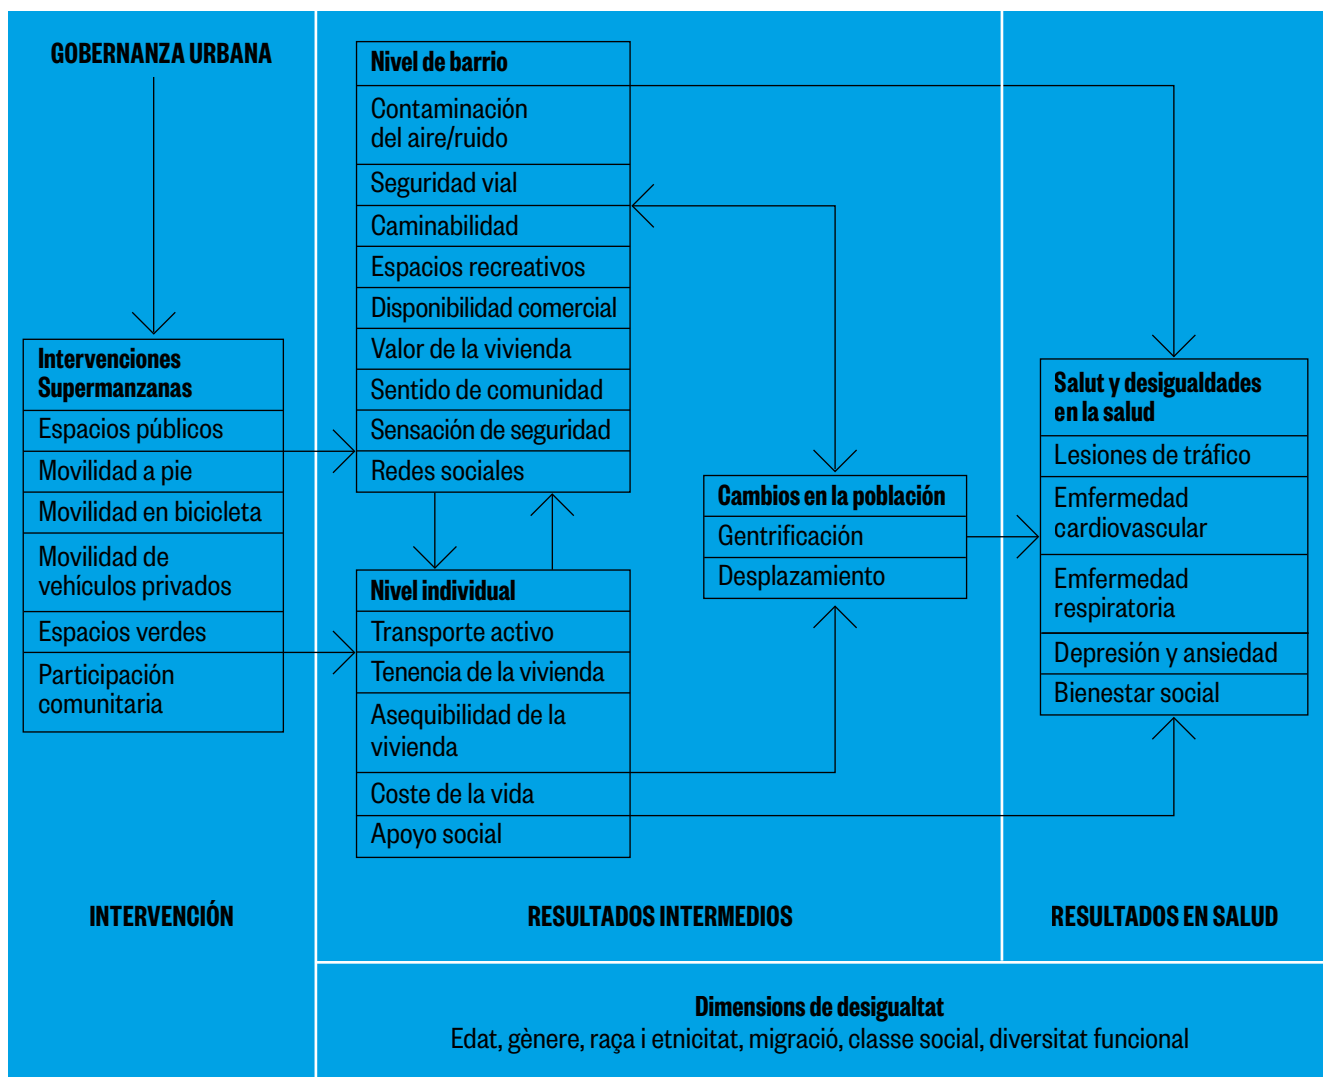 GOBERNANZA URBANA
Intervenciones
Supermanzanas
Espacios públicos
Movilidad a pie
Movilidad en bicicleta
Movilidad de
vehículos privados
Espacios verdes
Participación
comunitaria
INTERVENCIÓN
Nivel de barrio
Contaminación
del aire/ruido
Seguridad vial
Caminabilidad
Espacios recreativos
Disponibilidad comercial
Valor de la vivienda
Sentido de comunidad
Sensación de seguridad
Redes sociales
Nivel individual
Transporte activo
Tenencia de la vivienda
Asequibilidad de la
vivienda
Coste de la vida
Apoyo social
Cambios en la población
Gentrificación
Desplazamiento
RESULTADOS INTERMEDIOS
Salut y desigualdades
en la salud
Lesiones de tráfico
Emfermedad
cardiovascular
Emfermedad
respiratoria
Depresión y ansiedad
Bienestar social
RESULTADOS EN SALUD
Dimensions de desigualtat
Edat, gènere, raça i etnicitat, migració, classe social, diversitat funcional